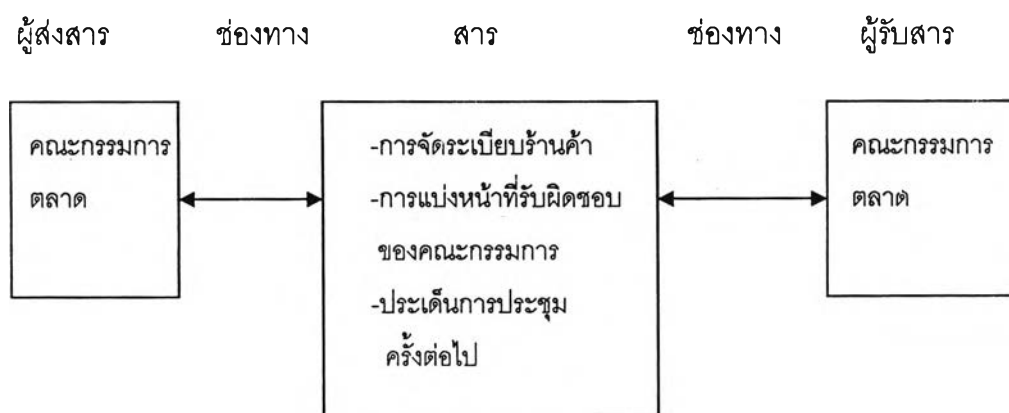 ผู้ส่งสาร ช่องทาง สาร ช่องทาง ผู้รับสาร
คณะกรรมการ
ตลาด
-การจัดระเบียบร้านค้า
-การแบ่งหน้าที่รับผิดชอบ
ของคณะกรรมการ
-ประเด็นการประชุม
ครั้งต่อไป
คณะกรรมการ
ตลาด